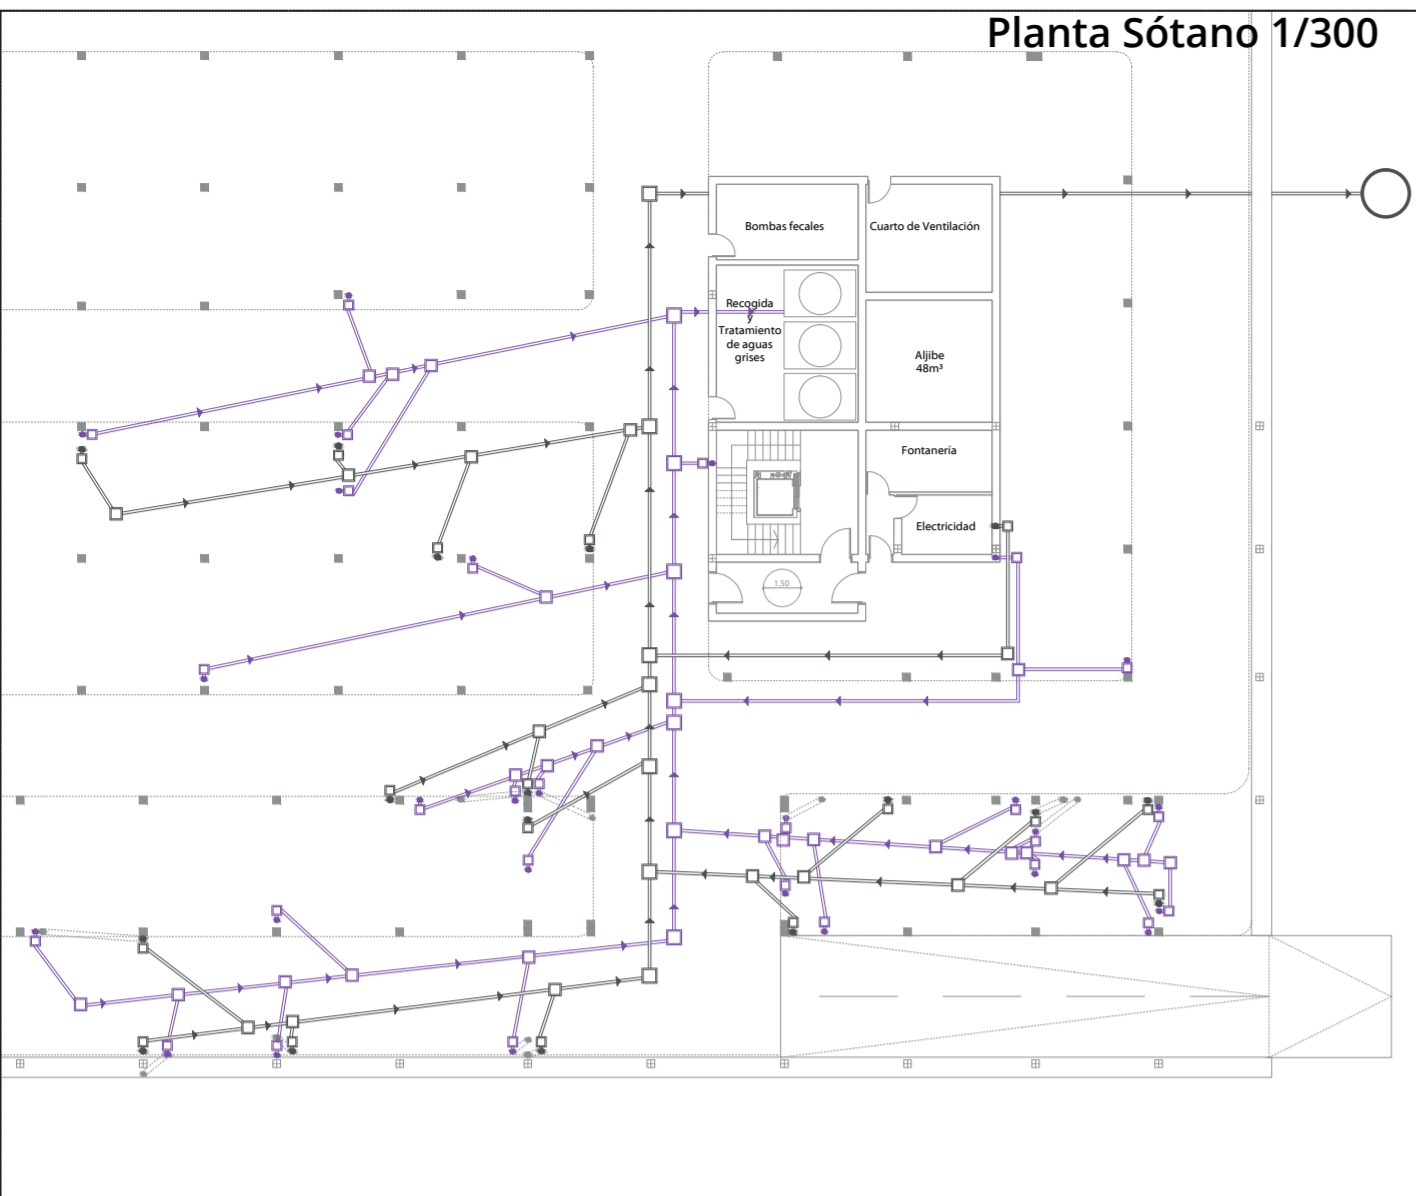 Planta Sótano 1/300
Bombas fecales
Cuarto de Ventilación
Recogida
y
Tratamiento
de aguas
grises
Aljibe
48m³
Fontanería
Electricidad
1.50